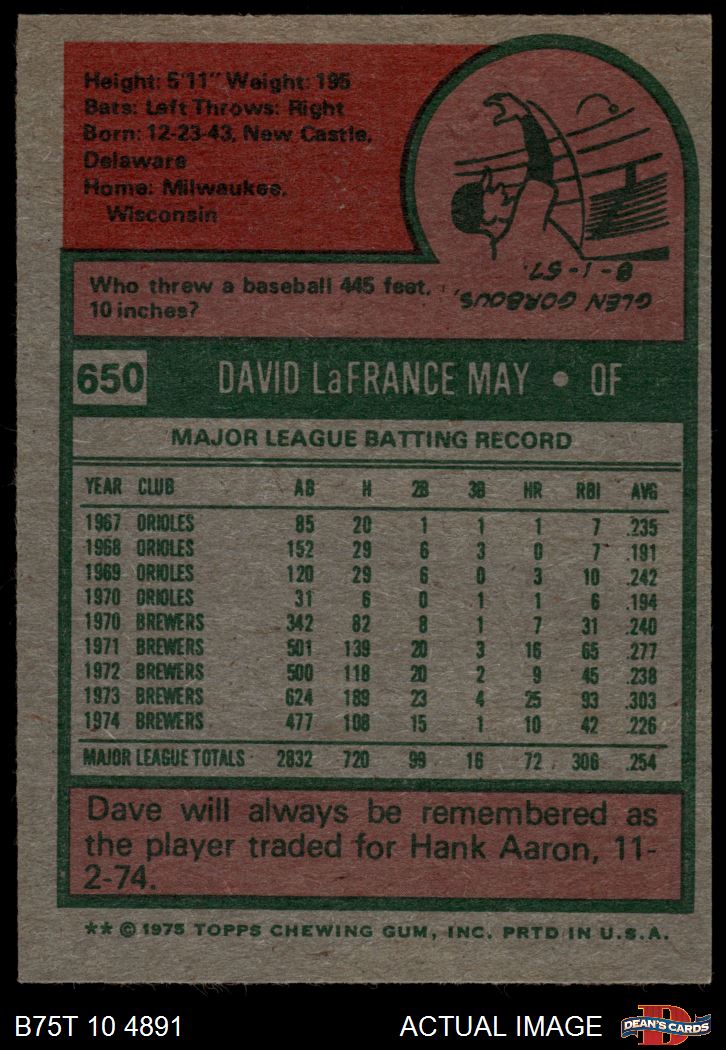 Height: 5'11" Weight: 195
Bats: Left Throws: Right
Born: 12-23-43, New Castle,
Delaware
Home: Milwaukee,
Wisconsin
Who threw a baseball 445 feet,
10 inches?
GLEN GORBOUS,
8-1-57.
650 DAVID LaFRANCE MAY • OF
MAJOR LEAGUE BATTING RECORD
YEAR CLUB AB H 2B 3B HR RBI AVG
1967 ORIOLES 85 20 1 1 1 7 .235
1968 ORIOLES 152 29 6 3 0 7 .191
1969 ORIOLES 120 29 6 0 3 10 .242
1970 ORIOLES 31 6 0 1 1 6 .194
1970 BREWERS 342 82 8 1 7 31 .240
1971 BREWERS 501 139 20 3 16 65 .277
1972 BREWERS 500 118 20 2 9 45 .238
1973 BREWERS 624 189 23 4 25 93 .303
1974 BREWERS 477 108 15 1 10 42 .226
MAJOR LEAGUE TOTALS 2832 720 99 16 72 306 .254
Dave will always be remembered as
the player traded for Hank Aaron, 11-
2-74.
** © 1975 TOPPS CHEWING GUM, INC. PRTD IN U.S.A.
B75T 10 4891 ACTUAL IMAGE
D
DEAN'S CARDS